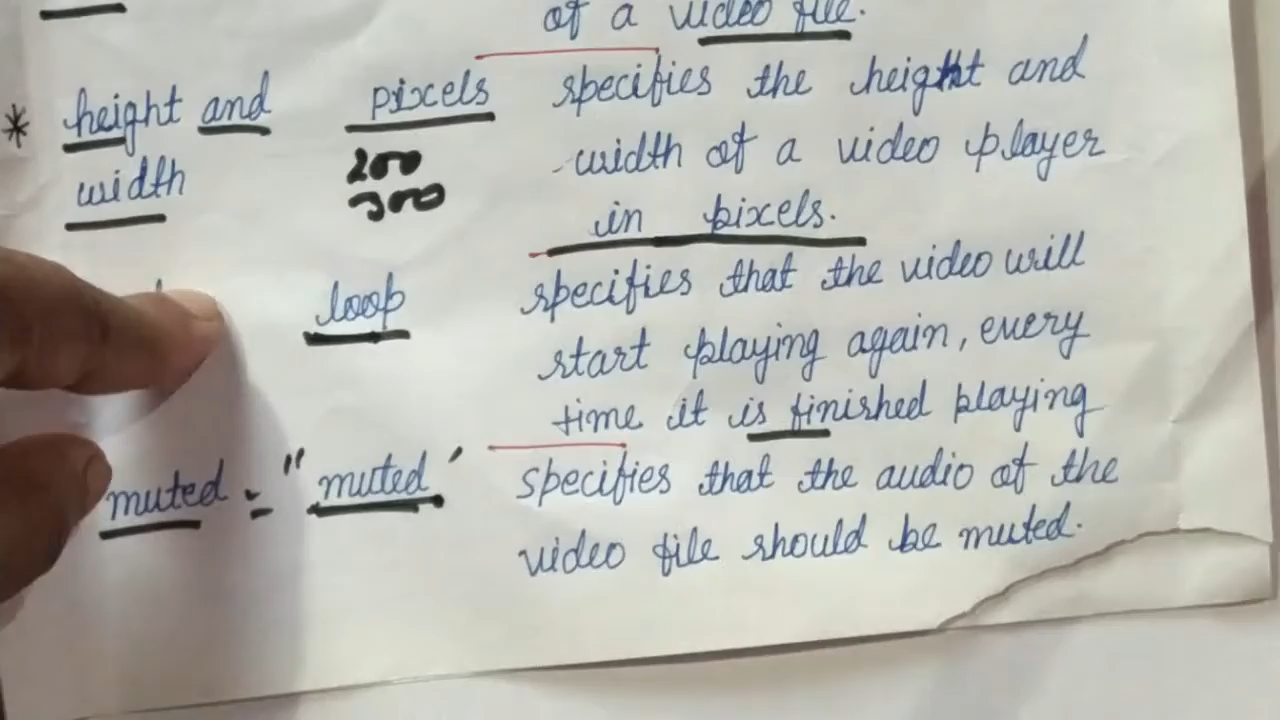 of a video file.
* height and pixels specifies the height and
width 200 width of a video player
300 in pixels.
loop specifies that the video will
start playing again, every
time it is finished playing
muted = "muted' specifies that the audio of the
video file should be muted.